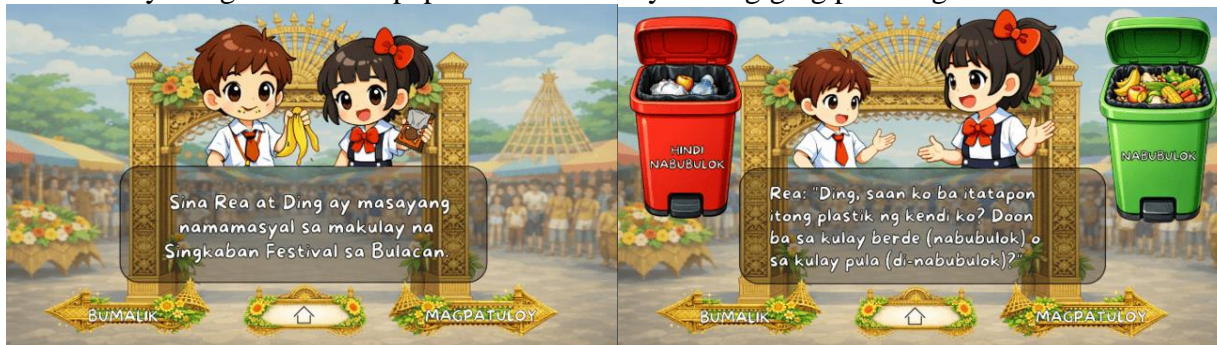 Sina Rea at Ding ay masayang
namamasyal sa makulay na
Singkaban Festival sa Bulacan.
BUMALIK
MAGPATULOY
HINDI
NABUBULOK
NABUBULOK
Rea: "Ding, saan ko ba itatapon
itong plastik ng kendi ko? Doon
ba sa kulay berde (nabubulok) o
sa kulay pula (di-nabubulok)?"
BUMALIK
MAGPATULOY